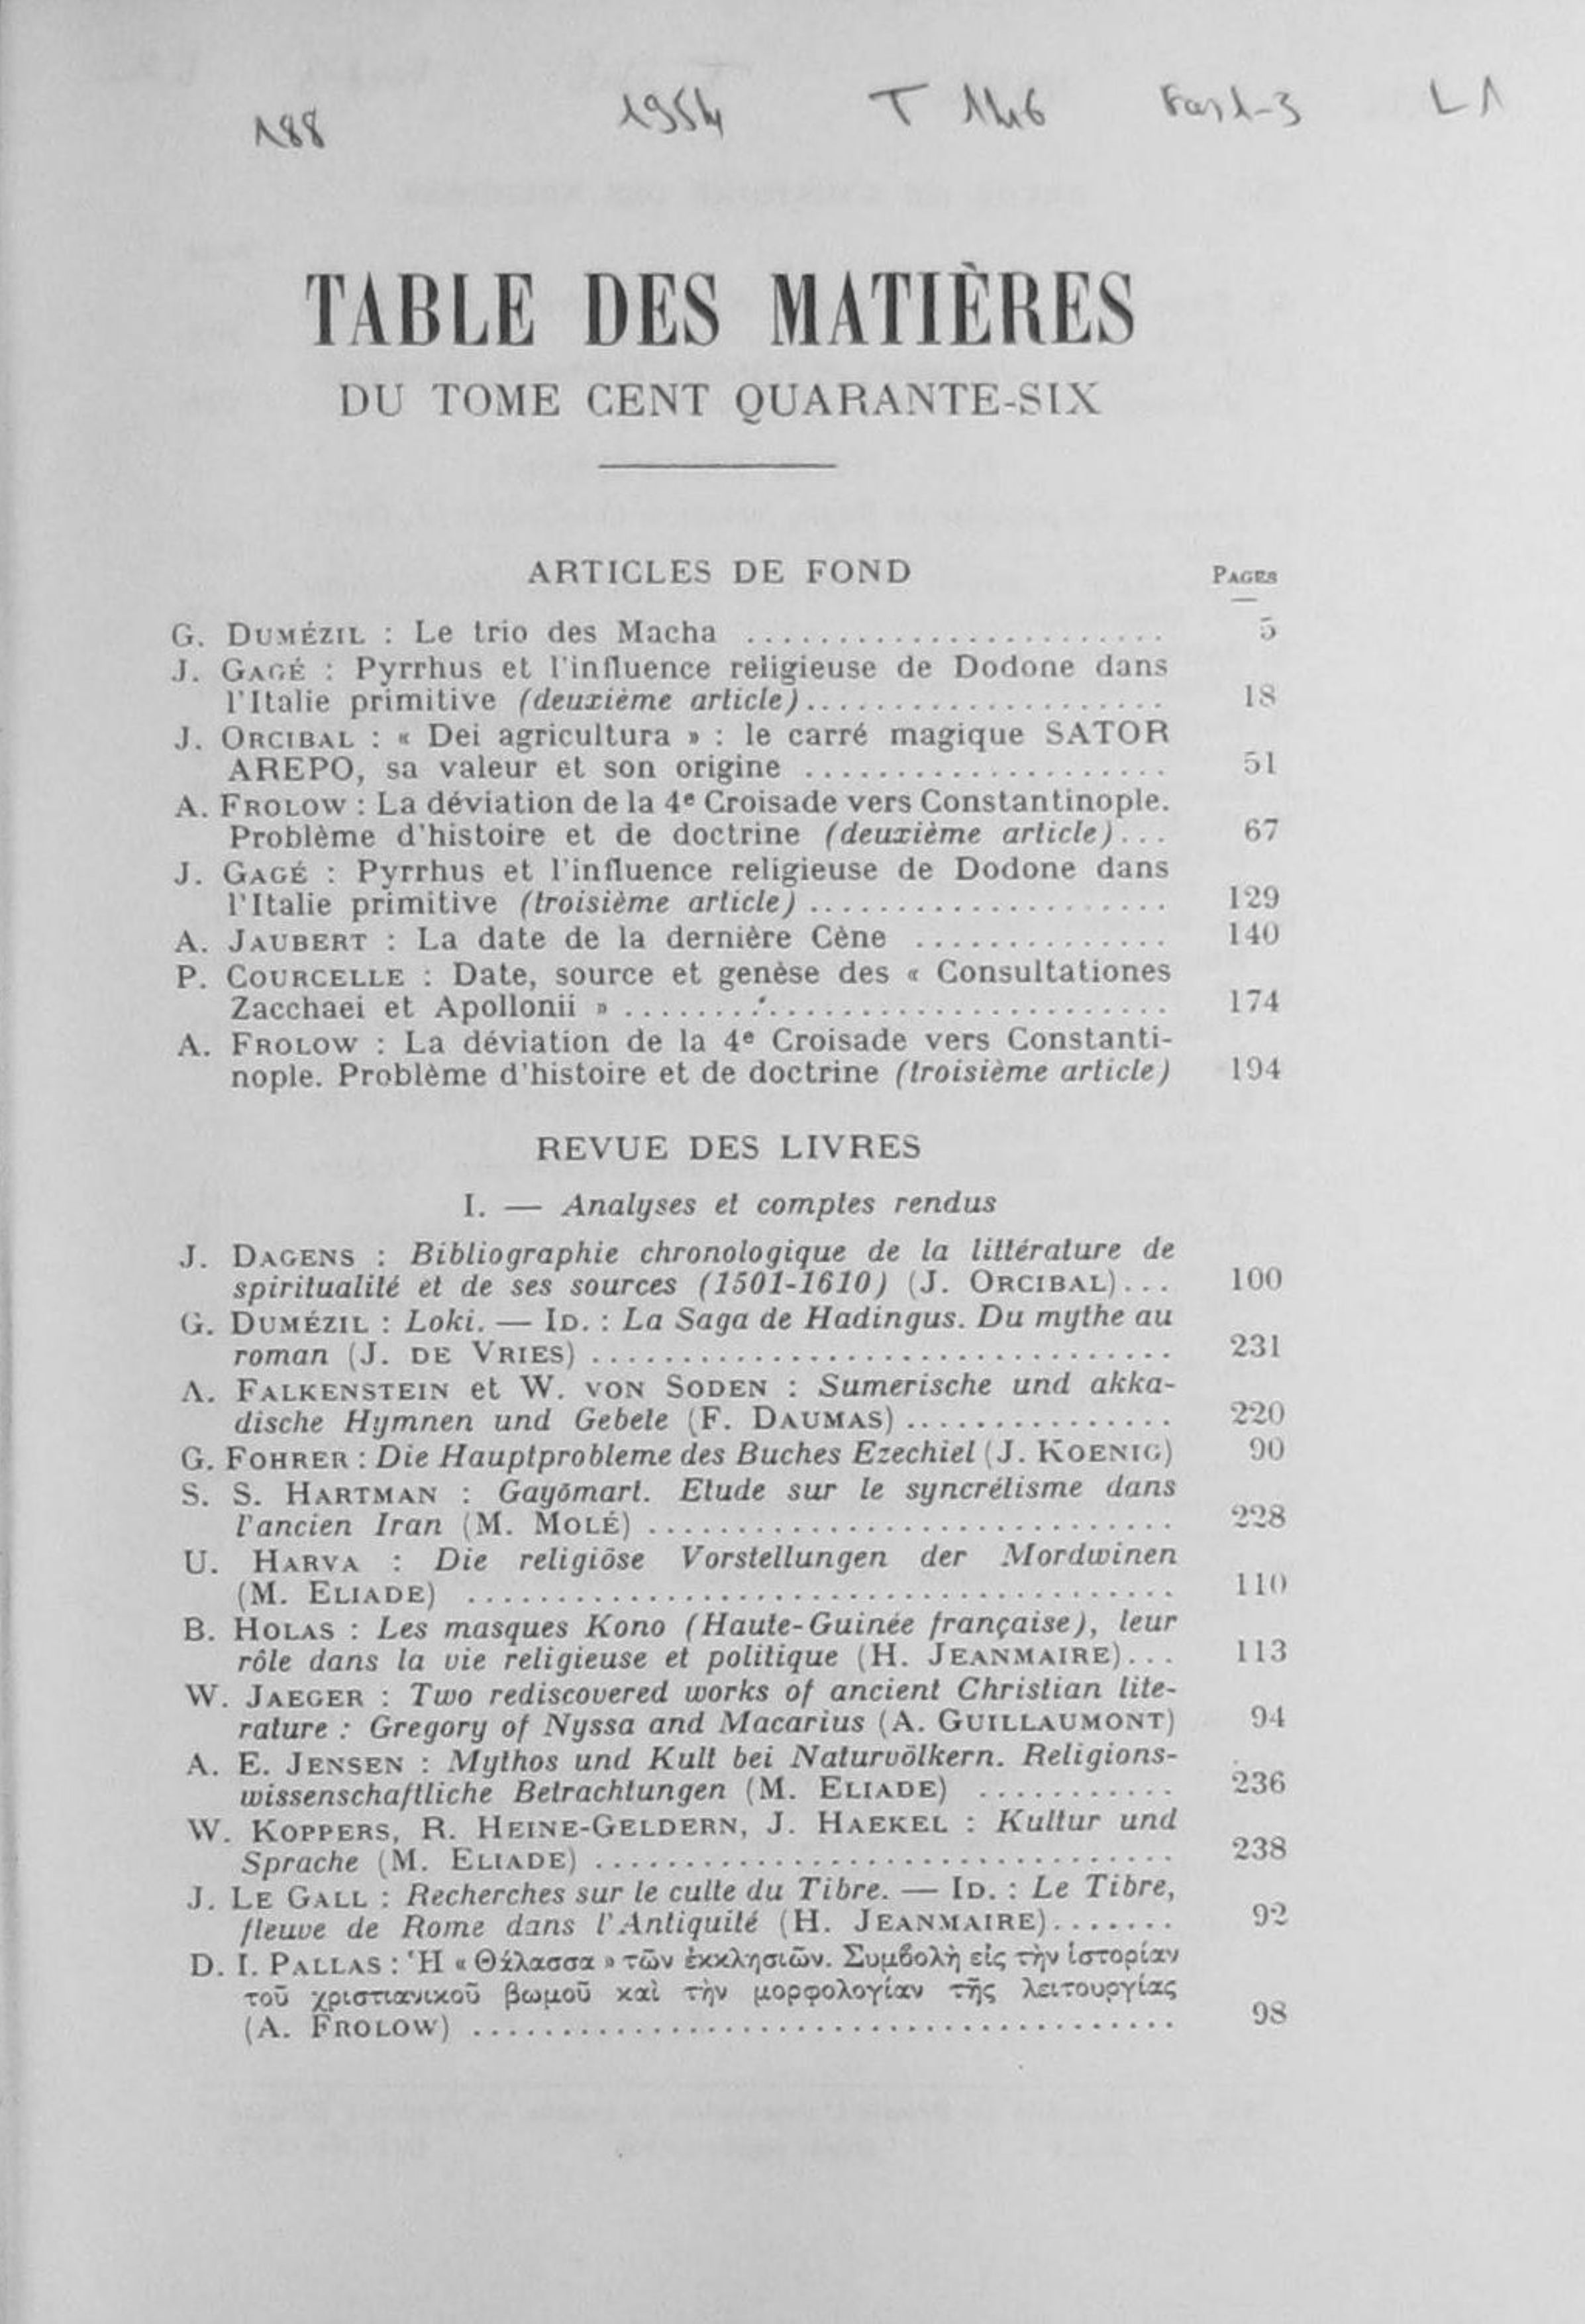 188 1954 T 146 Fas1-3 L1
TABLE DES MATIÈRES
DU TOME CENT QUARANTE-SIX
ARTICLES DE FOND PAGES
G. DUMÉZIL : Le trio des Macha ....................... 5
J. GAGÉ : Pyrrhus et l'influence religieuse de Dodone dans
l'Italie primitive (deuxième article).................... 18
J. ORCIBAL : « Dei agricultura » : le carré magique SATOR
AREPO, sa valeur et son origine .................... 51
A. FROLOW : La déviation de la 4e Croisade vers Constantinople.
Problème d'histoire et de doctrine (deuxième article)... 67
J. GAGÉ : Pyrrhus et l'influence religieuse de Dodone dans
l'Italie primitive (troisième article) .................... 129
A. JAUBERT : La date de la dernière Cène .............. 140
P. COURCELLE : Date, source et genèse des « Consultationes
Zacchaei et Apollonii » .............................. 174
A. FROLOW : La déviation de la 4e Croisade vers Constanti-
nople. Problème d'histoire et de doctrine (troisième article) 194
REVUE DES LIVRES
I. — Analyses et comptes rendus
J. DAGENS : Bibliographie chronologique de la littérature de
spiritualité et de ses sources (1501-1610) (J. ORCIBAL)... 100
G. DUMÉZIL : Loki. — ID. : La Saga de Hadingus. Du mythe au
roman (J. DE VRIES) ................................ 231
A. FALKENSTEIN et W. VON SODEN : Sumerische und akka-
dische Hymnen und Gebete (F. DAUMAS) ............... 220
G. FOHRER : Die Hauptprobleme des Buches Ezechiel (J. KOENIG) 90
S. S. HARTMAN : Gayômart. Etude sur le syncrétisme dans
l'ancien Iran (M. MOLÉ) ............................. 228
U. HARVA : Die religiöse Vorstellungen der Mordwinen
(M. ELIADE) ....................................... 110
B. HOLAS : Les masques Kono (Haute-Guinée française), leur
rôle dans la vie religieuse et politique (H. JEANMAIRE)... 113
W. JAEGER : Two rediscovered works of ancient Christian lite-
rature : Gregory of Nyssa and Macarius (A. GUILLAUMONT) 94
A. E. JENSEN : Mythos und Kult bei Naturvölkern. Religions-
wissenschaftliche Betrachtungen (M. ELIADE) ........... 236
W. KOPPERS, R. HEINE-GELDERN, J. HAEKEL : Kultur und
Sprache (M. ELIADE) ................................ 238
J. LE GALL : Recherches sur le culte du Tibre. — ID. : Le Tibre,
fleuve de Rome dans l'Antiquité (H. JEANMAIRE)....... 92
D. I. PALLAS : Ἡ « Θάλασσα » τῶν ἐκκλησιῶν. Συμβολὴ εἰς τὴν ἱστορίαν
τοῦ χριστιανικοῦ βωμοῦ καὶ τὴν μορφολογίαν τῆς λειτουργίας
(A. FROLOW) ....................................... 98